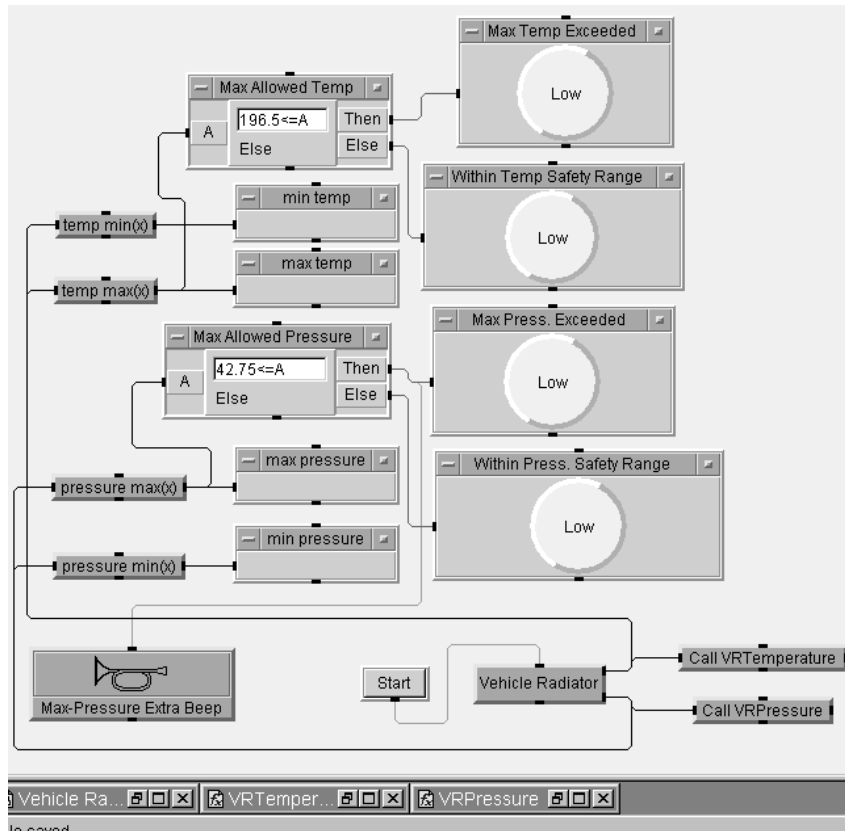 Max Temp Exceeded
Low
Max Allowed Temp
A
196.5<=A
Then
Else
Else
Within Temp Safety Range
Low
min temp
temp min(x)
max temp
temp max(x)
Max Press. Exceeded
Low
Max Allowed Pressure
A
42.75<=A
Then
Else
Else
max pressure
pressure max(x)
Within Press. Safety Range
Low
min pressure
pressure min(x)
Max-Pressure Extra Beep
Start
Vehicle Radiator
Call VRTemperature
Call VRPressure
Vehicle Ra...
VRTemper...
VRPressure
saved